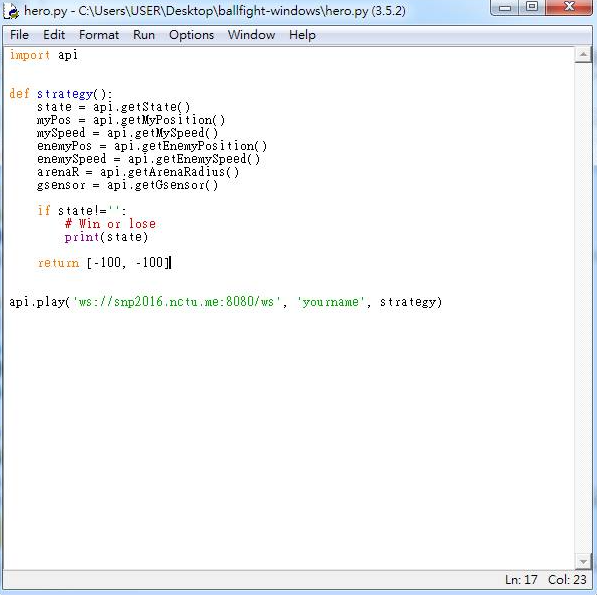 hero.py - C:\Users\USER\Desktop\ballfight-windows\hero.py (3.5.2)
File Edit Format Run Options Window Help
import api
def strategy():
    state = api.getState()
    myPos = api.getMyPosition()
    mySpeed = api.getMySpeed()
    enemyPos = api.getEnemyPosition()
    enemySpeed = api.getEnemySpeed()
    arenaR = api.getArenaRadius()
    gsensor = api.getGsensor()
    if state!='':
        # Win or lose
        print(state)
    return [-100, -100]
api.play('ws://snp2016.nctu.me:8080/ws', 'yourname', strategy)
Ln: 17 Col: 23